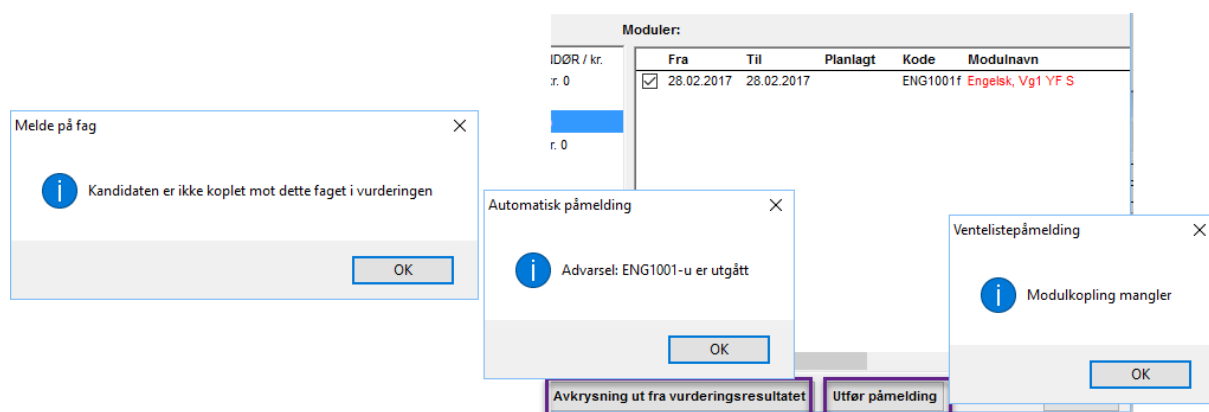 Moduler:
IDØR / kr.
Fra Til Planlagt Kode Modulnavn
r. 0
28.02.2017 28.02.2017 ENG1001f Engelsk, Vg1 YF S
r. 0
Melde på fag
Kandidaten er ikke koplet mot dette faget i vurderingen
OK
Automatisk påmelding
Advarsel: ENG1001-u er utgått
OK
Ventelistepåmelding
Modulkopling mangler
OK
Avkrysning ut fra vurderingsresultatet
Utfør påmelding